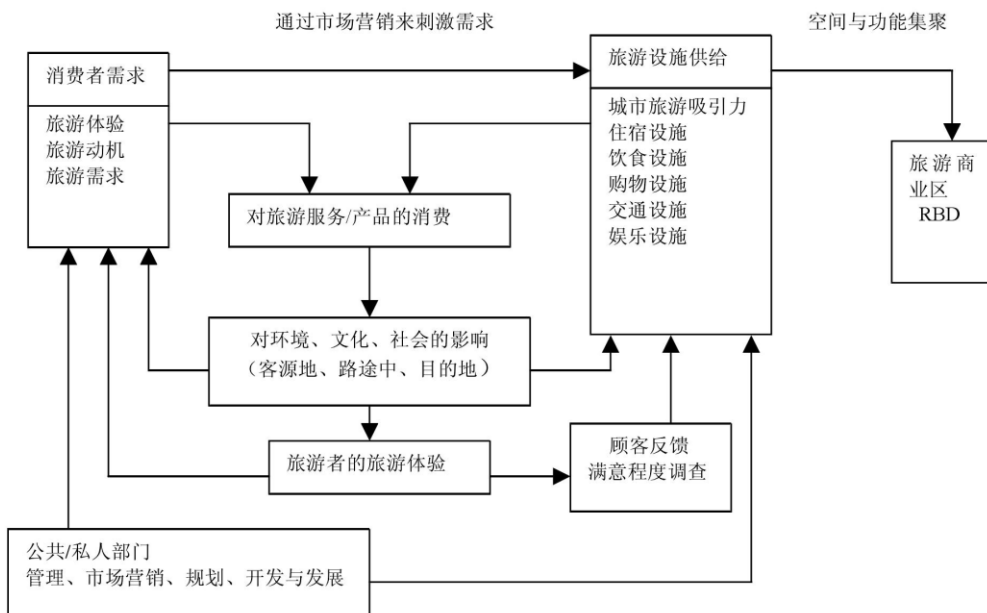 通过市场营销来刺激需求
空间与功能集聚
消费者需求
旅游体验
旅游动机
旅游需求
旅游设施供给
城市旅游吸引力
住宿设施
饮食设施
购物设施
交通设施
娱乐设施
旅游商
业区
RBD
对旅游服务/产品的消费
对环境、文化、社会的影响
(客源地、路途中、目的地)
旅游者的旅游体验
顾客反馈
满意程度调查
公共/私人部门
管理、市场营销、规划、开发与发展